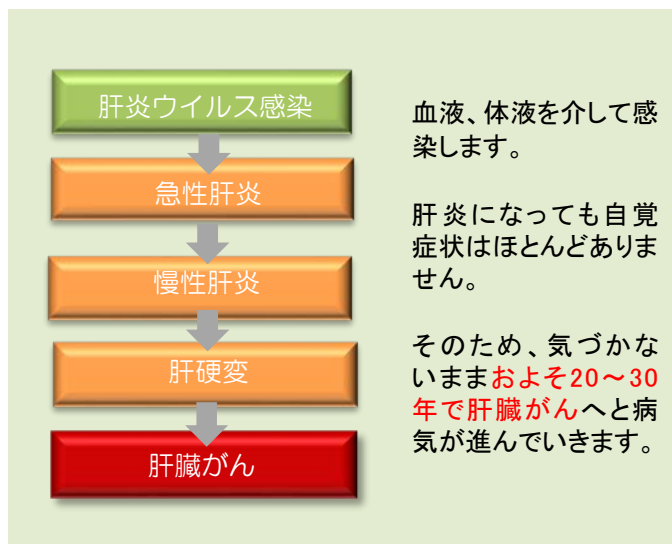 肝炎ウイルス感染
急性肝炎
慢性肝炎
肝硬変
肝臓がん
血液、体液を介して感
染します。
肝炎になっても自覚
症状はほとんどありま
せん。
そのため、気づかな
いままおよそ20～30
年で肝臓がんへと病
気が進んでいきます。